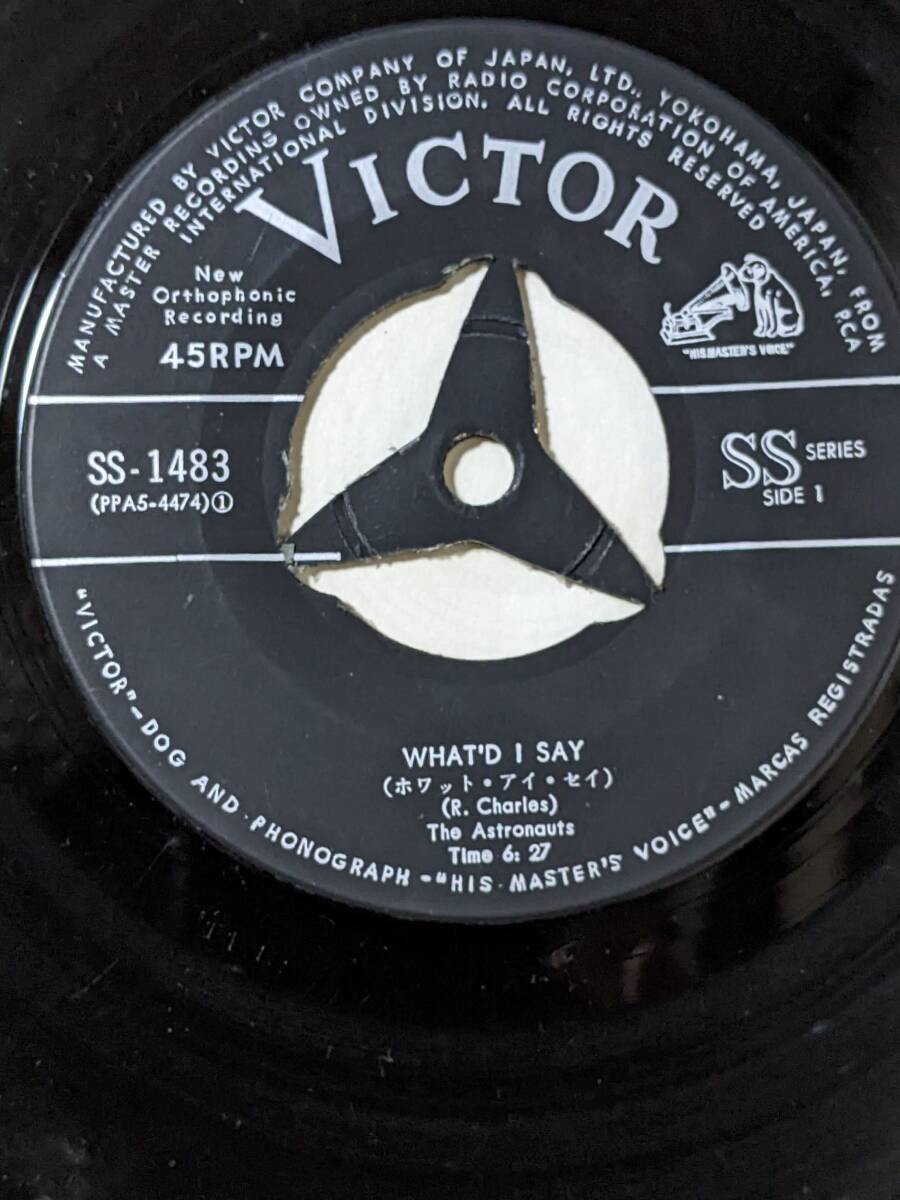 MANUFACTURED BY VICTOR COMPANY OF JAPAN, LTD., YOKOHAMA, JAPAN, FROM
A MASTER RECORDING OWNED BY RADIO CORPORATION OF AMERICA, RCA
INTERNATIONAL DIVISION. ALL RIGHTS RESERVED
VICTOR
New
Orthophonic
Recording
45RPM
"HIS MASTER'S VOICE"
SS-1483
(PPA5-4474)①
SS SERIES
SIDE 1
WHAT'D I SAY
(ホワット・アイ・セイ)
(R. Charles)
The Astronauts
Time 6: 27
"VICTOR"-DOG AND PHONOGRAPH-"HIS MASTER'S VOICE"-MARCAS REGISTRADAS